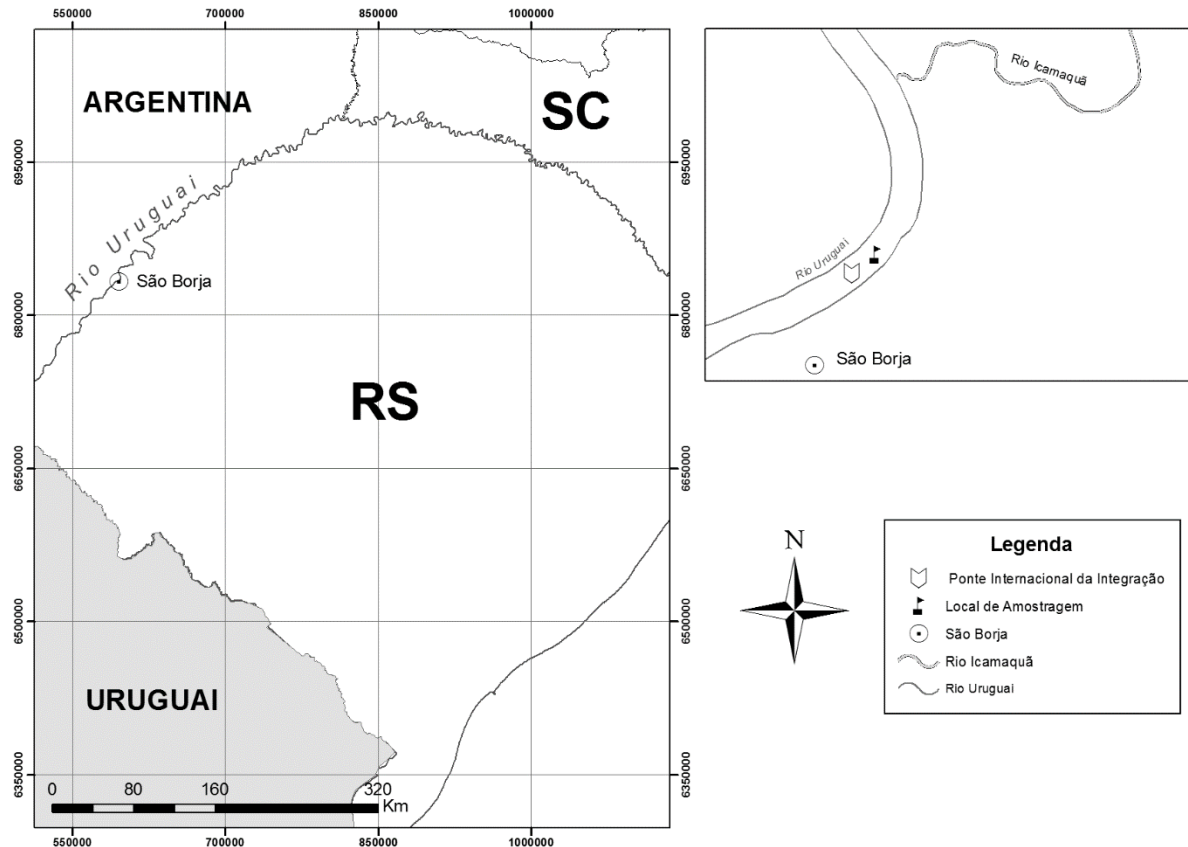 550000 700000 850000 1000000
ARGENTINA
SC
Rio Uruguai
São Borja
RS
URUGUAI
6950000
6800000
6650000
6500000
6350000
6950000
6800000
6650000
6500000
6350000
0 80 160 320
Km
550000 700000 850000 1000000
Rio Icamaquã
Rio Uruguai
São Borja
N
Legenda
Ponte Internacional da Integração
Local de Amostragem
São Borja
Rio Icamaquã
Rio Uruguai